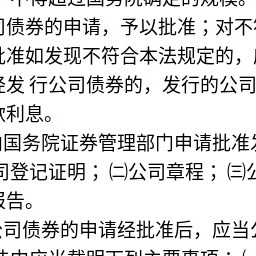 不得超过国务院确定的规模。
司债券的申请，予以批准；对不符
批准如发现不符合本法规定的，
发行公司债券的，发行的公司
款利息。
向国务院证券管理部门申请批准
司登记证明；㈡公司章程；㈢
报告。
公司债券的申请经批准后，应当